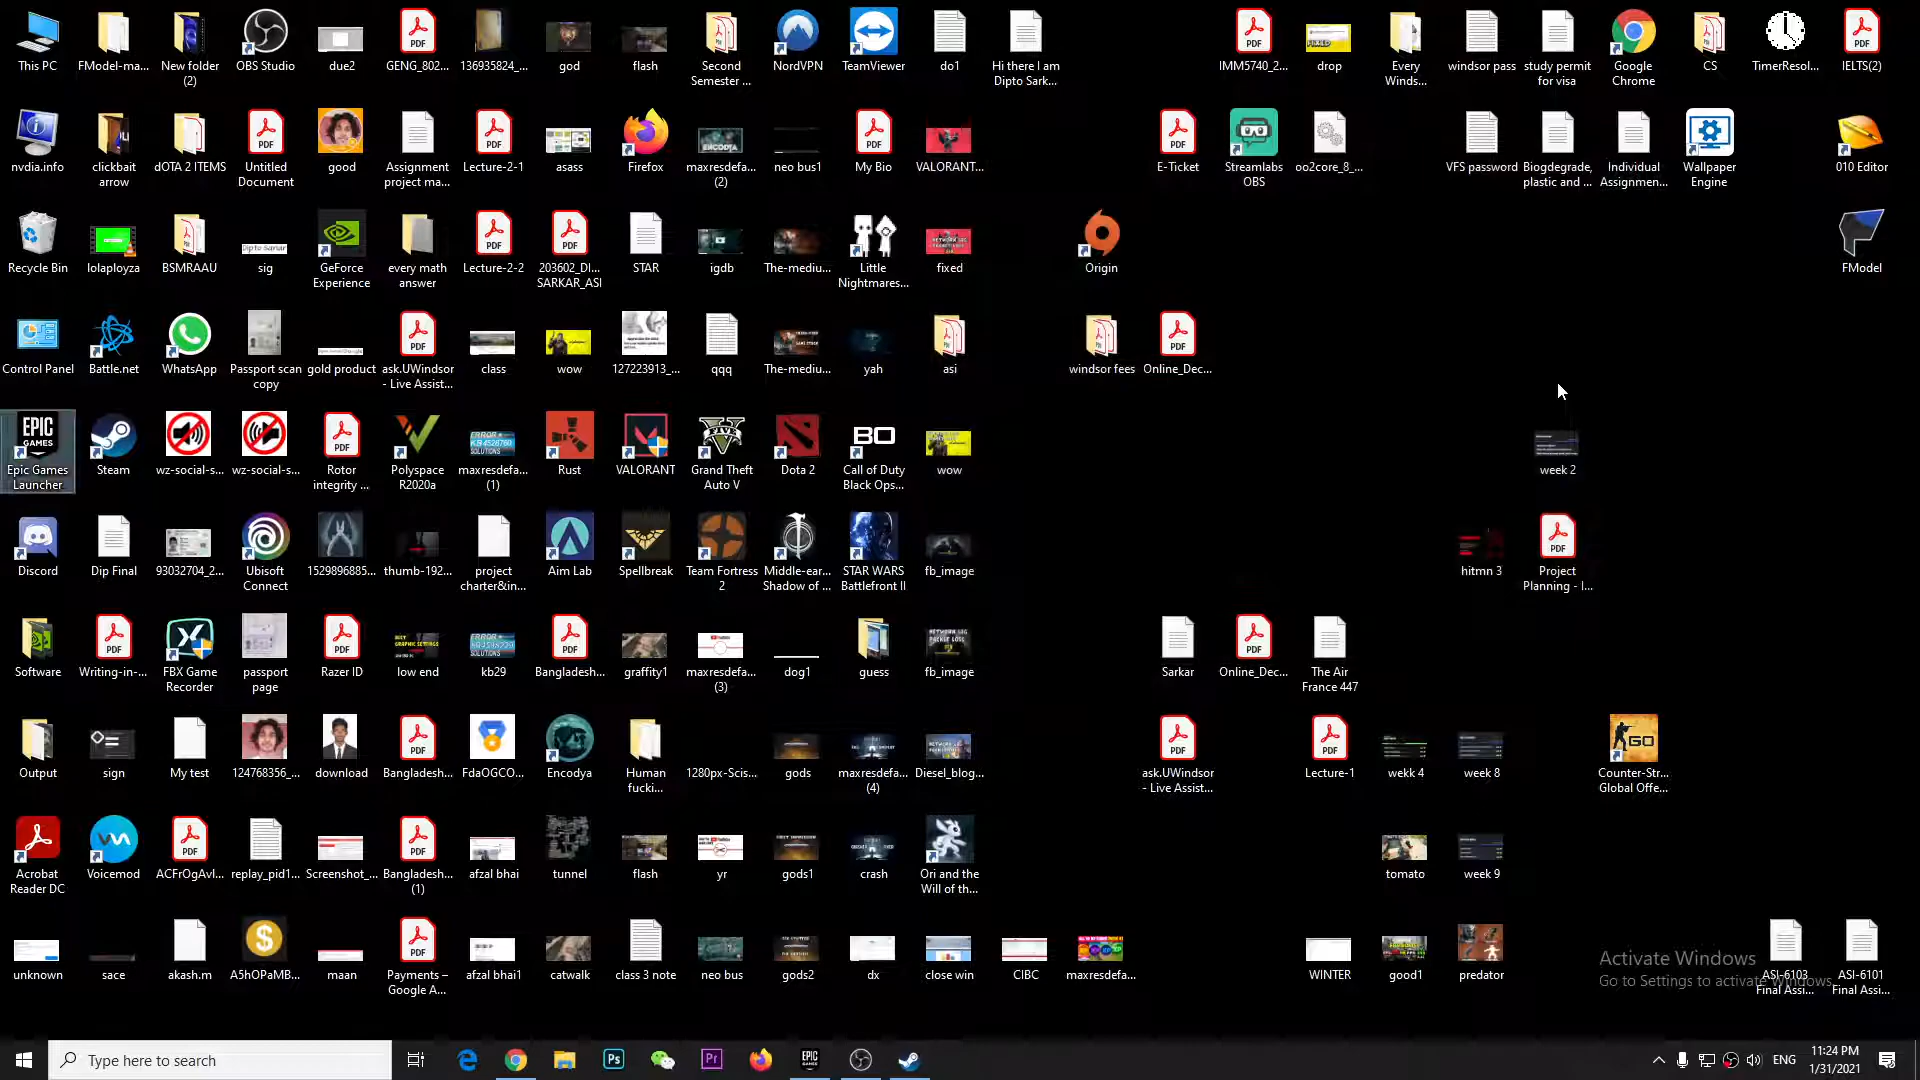 This PC
FModel-ma...
New folder
(2)
OBS Studio
due2
GENG_802...
136935824_...
god
flash
Second
Semester ...
NordVPN
TeamViewer
do1
Hi there I am
Dipto Sark...
IMM5740_2...
drop
Every
Winds...
windsor pass
study permit
for visa
Google
Chrome
CS
TimerResol...
IELTS(2)
nvdia.info
clickbait
arrow
dOTA 2 ITEMS
Untitled
Document
good
Assignment
project ma...
Lecture-2-1
asass
Firefox
maxresdefa...
(2)
neo bus1
My Bio
VALORANT...
E-Ticket
Streamlabs
OBS
oo2core_8_...
VFS password
Biogdegrade,
plastic and ...
Individual
Assignmen...
Wallpaper
Engine
010 Editor
Recycle Bin
lolaployza
BSMRAAU
sig
GeForce
Experience
every math
answer
Lecture-2-2
203602_DI...
SARKAR_ASI
STAR
igdb
The-mediu...
Little
Nightmares...
fixed
Origin
FModel
Control Panel
Battle.net
WhatsApp
Passport scan
copy
gold product
ask.UWindsor
- Live Assist...
class
wow
127223913_...
qqq
The-mediu...
yah
asi
windsor fees
Online_Dec...
Epic Games
Launcher
Steam
wz-social-s...
wz-social-s...
Rotor
integrity ...
Polyspace
R2020a
maxresdefa...
(1)
Rust
VALORANT
Grand Theft
Auto V
Dota 2
Call of Duty
Black Ops...
wow
week 2
Discord
Dip Final
93032704_2...
Ubisoft
Connect
1529896885...
thumb-192...
project
charter&in...
Aim Lab
Spellbreak
Team Fortress
2
Middle-ear...
Shadow of ...
STAR WARS
Battlefront II
fb_image
hitmn 3
Project
Planning - I...
Software
Writing-in-...
FBX Game
Recorder
passport
page
Razer ID
low end
kb29
Bangladesh...
graffity1
maxresdefa...
(3)
dog1
guess
fb_image
Sarkar
Online_Dec...
The Air
France 447
Output
sign
My test
124768356_...
download
Bangladesh...
FdaOGCO...
Encodya
Human
fucki...
1280px-Scis...
gods
maxresdefa...
(4)
Diesel_blog...
ask.UWindsor
- Live Assist...
Lecture-1
wekk 4
week 8
Counter-Str...
Global Offe...
Acrobat
Reader DC
Voicemod
ACFrOgAvl...
replay_pid1...
Screenshot_...
Bangladesh...
(1)
afzal bhai
tunnel
flash
yr
gods1
crash
Ori and the
Will of th...
tomato
week 9
unknown
sace
akash.m
A5hOPaMB...
maan
Payments –
Google A...
afzal bhai1
catwalk
class 3 note
neo bus
gods2
dx
close win
CIBC
maxresdefa...
WINTER
good1
predator
ASI-6103
Final Assi...
ASI-6101
Final Assi...
Activate Windows
Go to Settings to activate Windows.
Type here to search
ENG
11:24 PM
1/31/2021